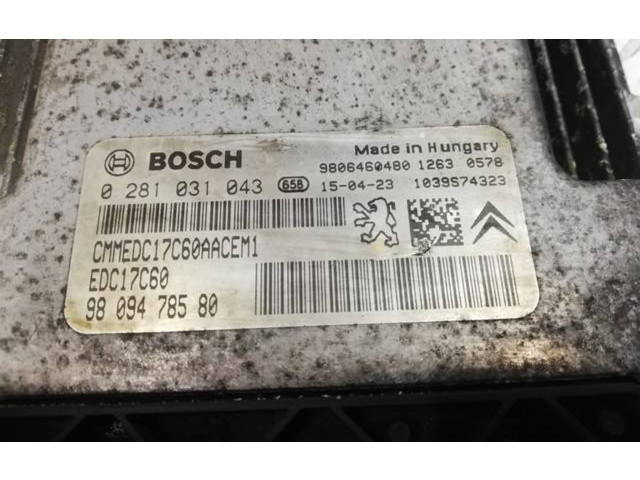 BOSCH
Made in Hungary
9806460480 1263 0578
0 281 031 043 658 15-04-23 1039S74323
CMMEDC17C60AACEM1
EDC17C60
98 094 785 80